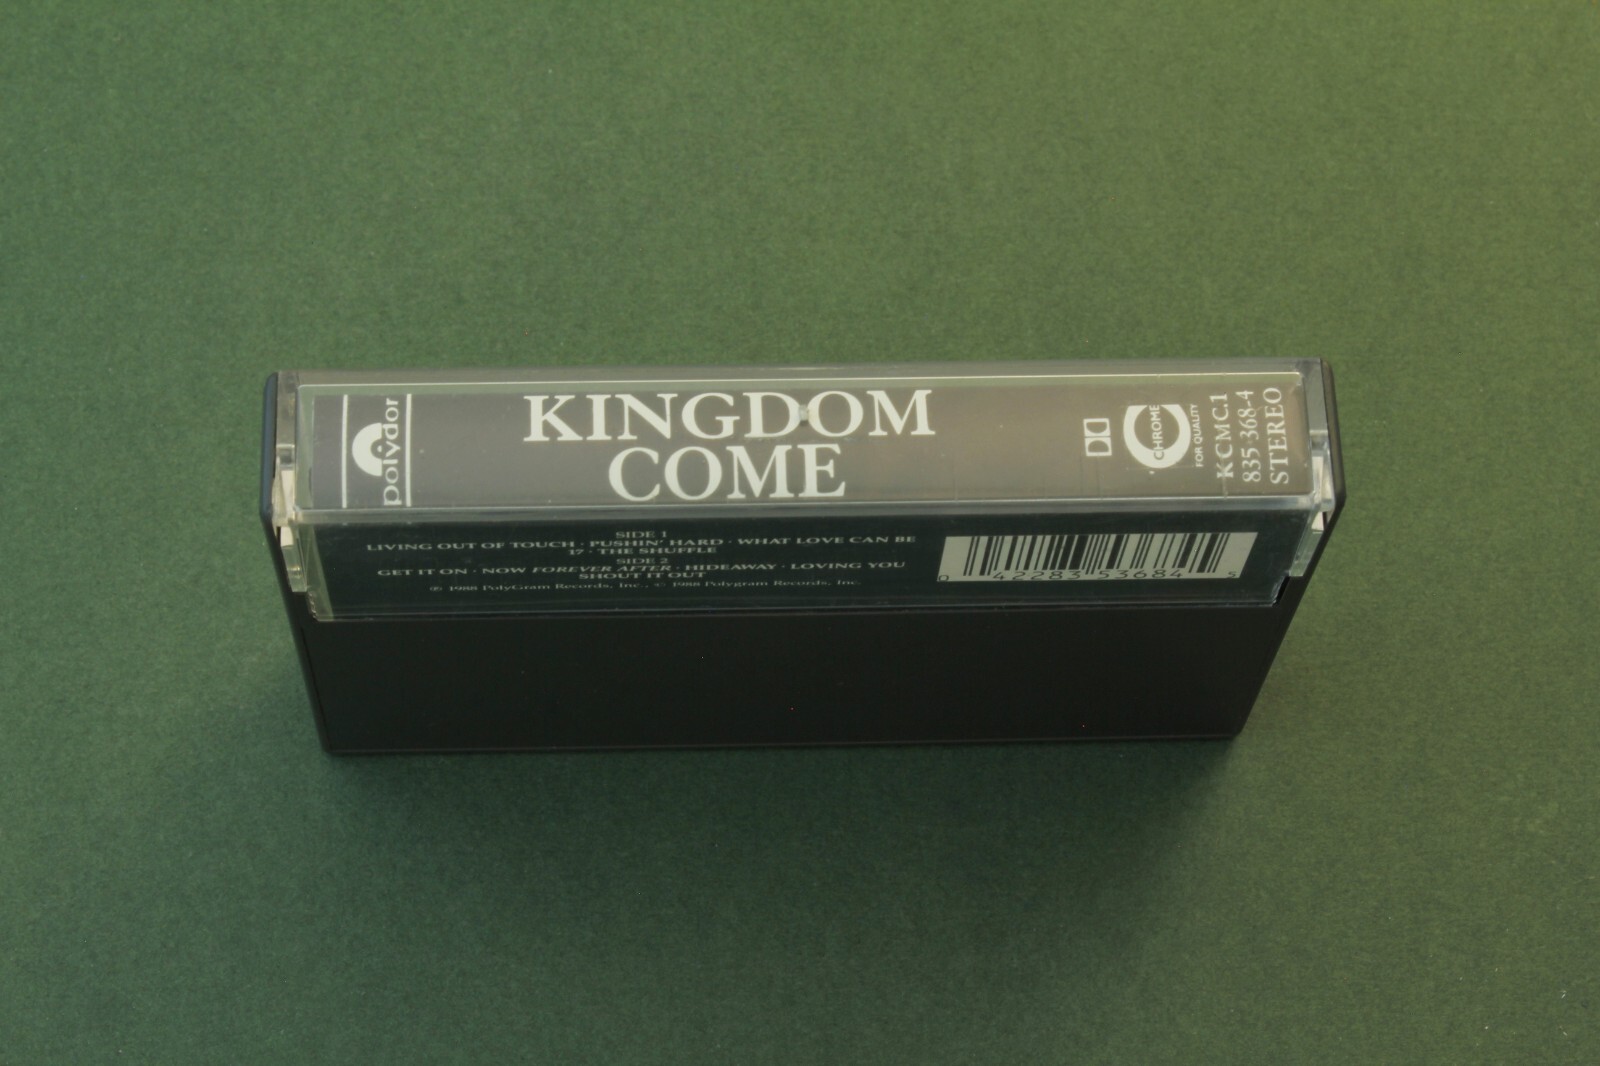 polydor
KINGDOM
COME
CHROME
FOR QUALITY
KCMC.1
835 368-4
STEREO
SIDE 1
LIVING OUT OF TOUCH · PUSHIN' HARD · WHAT LOVE CAN BE
17 · THE SHUFFLE
SIDE 2
GET IT ON · NOW FOREVER AFTER · HIDEAWAY · LOVING YOU
SHOUT IT OUT
℗ 1988 PolyGram Records, Inc., © 1988 Polygram Records, Inc.
0 42283 53684 5